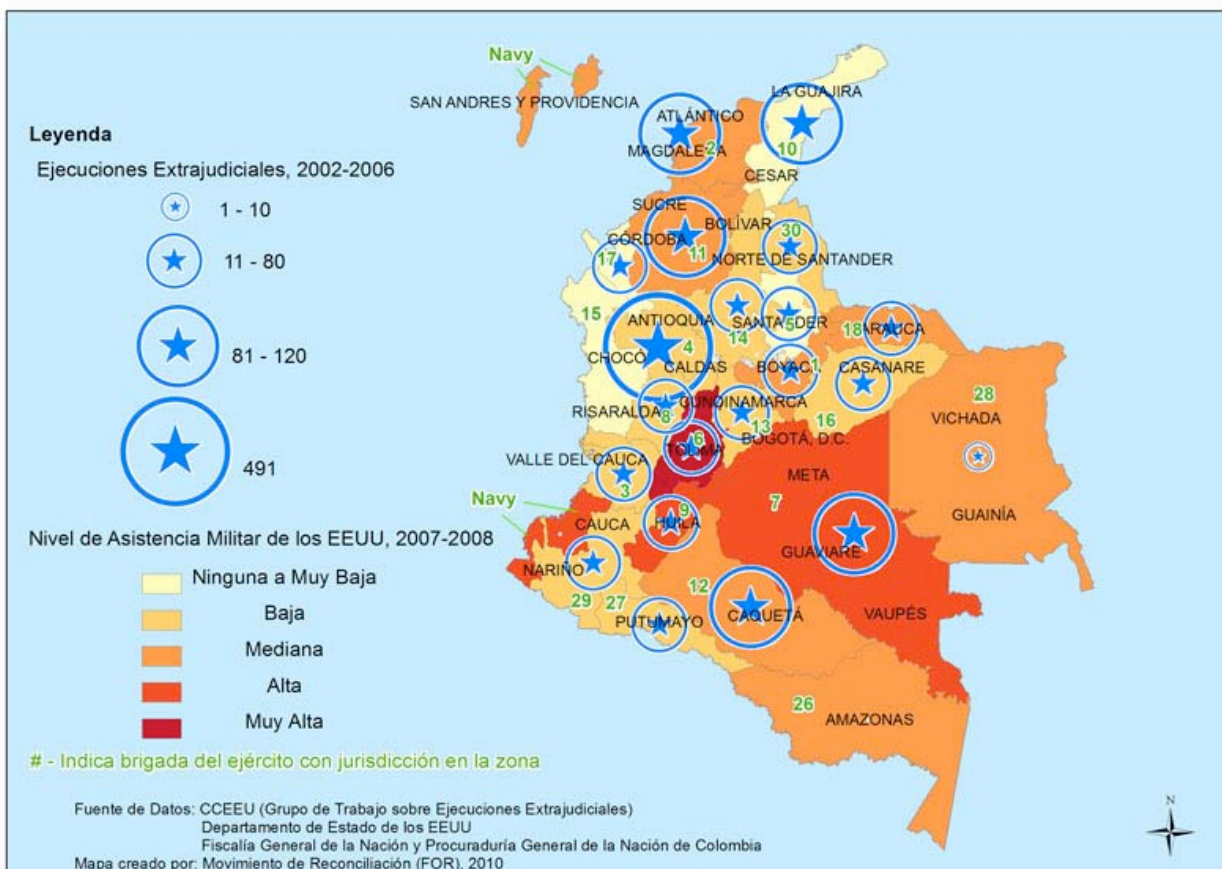 Leyenda
Ejecuciones Extrajudiciales, 2002-2006
1 - 10
11 - 80
81 - 120
491
Nivel de Asistencia Militar de los EEUU, 2007-2008
Ninguna a Muy Baja
Baja
Mediana
Alta
Muy Alta
# - Indica brigada del ejército con jurisdicción en la zona
Fuente de Datos: CCEEU (Grupo de Trabajo sobre Ejecuciones Extrajudiciales)
Departamento de Estado de los EEUU
Fiscalía General de la Nación y Procuraduría General de la Nación de Colombia
Mapa creado por: Movimiento de Reconciliación (FOR), 2010
Navy
SAN ANDRES Y PROVIDENCIA
LA GUAJIRA
ATLÁNTICO
MAGDALENA
2
10
CESAR
SUCRE
BOLÍVAR
30
CÓRDOBA
11
17
NORTE DE SANTANDER
15
ANTIOQUIA
SANTANDER
5
14
18
ARAUCA
4
CHOCÓ
CALDAS
BOYACÁ
1
CASANARE
28
RISARALDA
8
CUNDINAMARCA
13
16
VICHADA
6
TOLIMA
BOGOTÁ, D.C.
VALLE DEL CAUCA
3
META
Navy
7
9
CAUCA
HUILA
GUAINÍA
GUAVIARE
NARIÑO
29
27
12
PUTUMAYO
CAQUETÁ
VAUPÉS
26
AMAZONAS
N